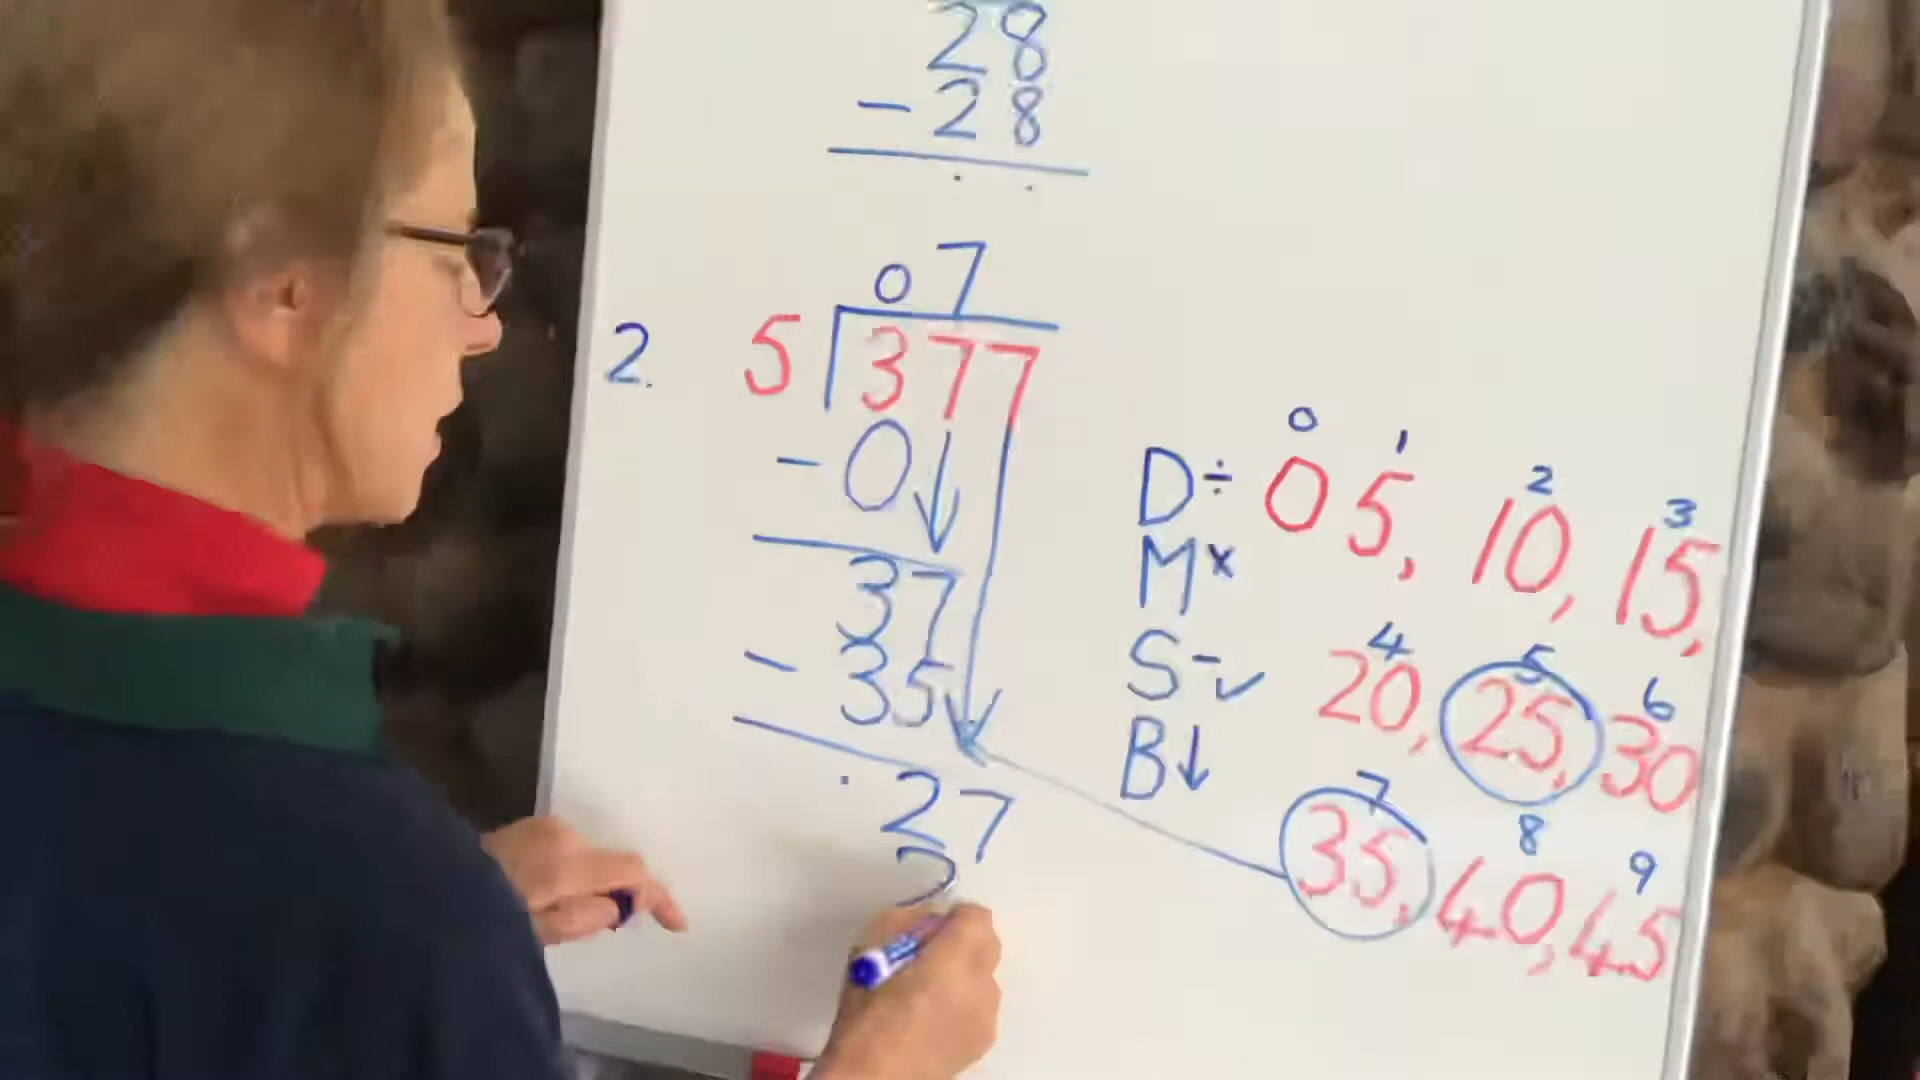 28
- 28
07
2. 5 377
- 0
37
- 35
27
2
0 1 2 3
D÷ 0 5, 10, 15,
M×
4 5 6
S- ✓ 20, 25, 30
B↓
7 8 9
35, 40, 45